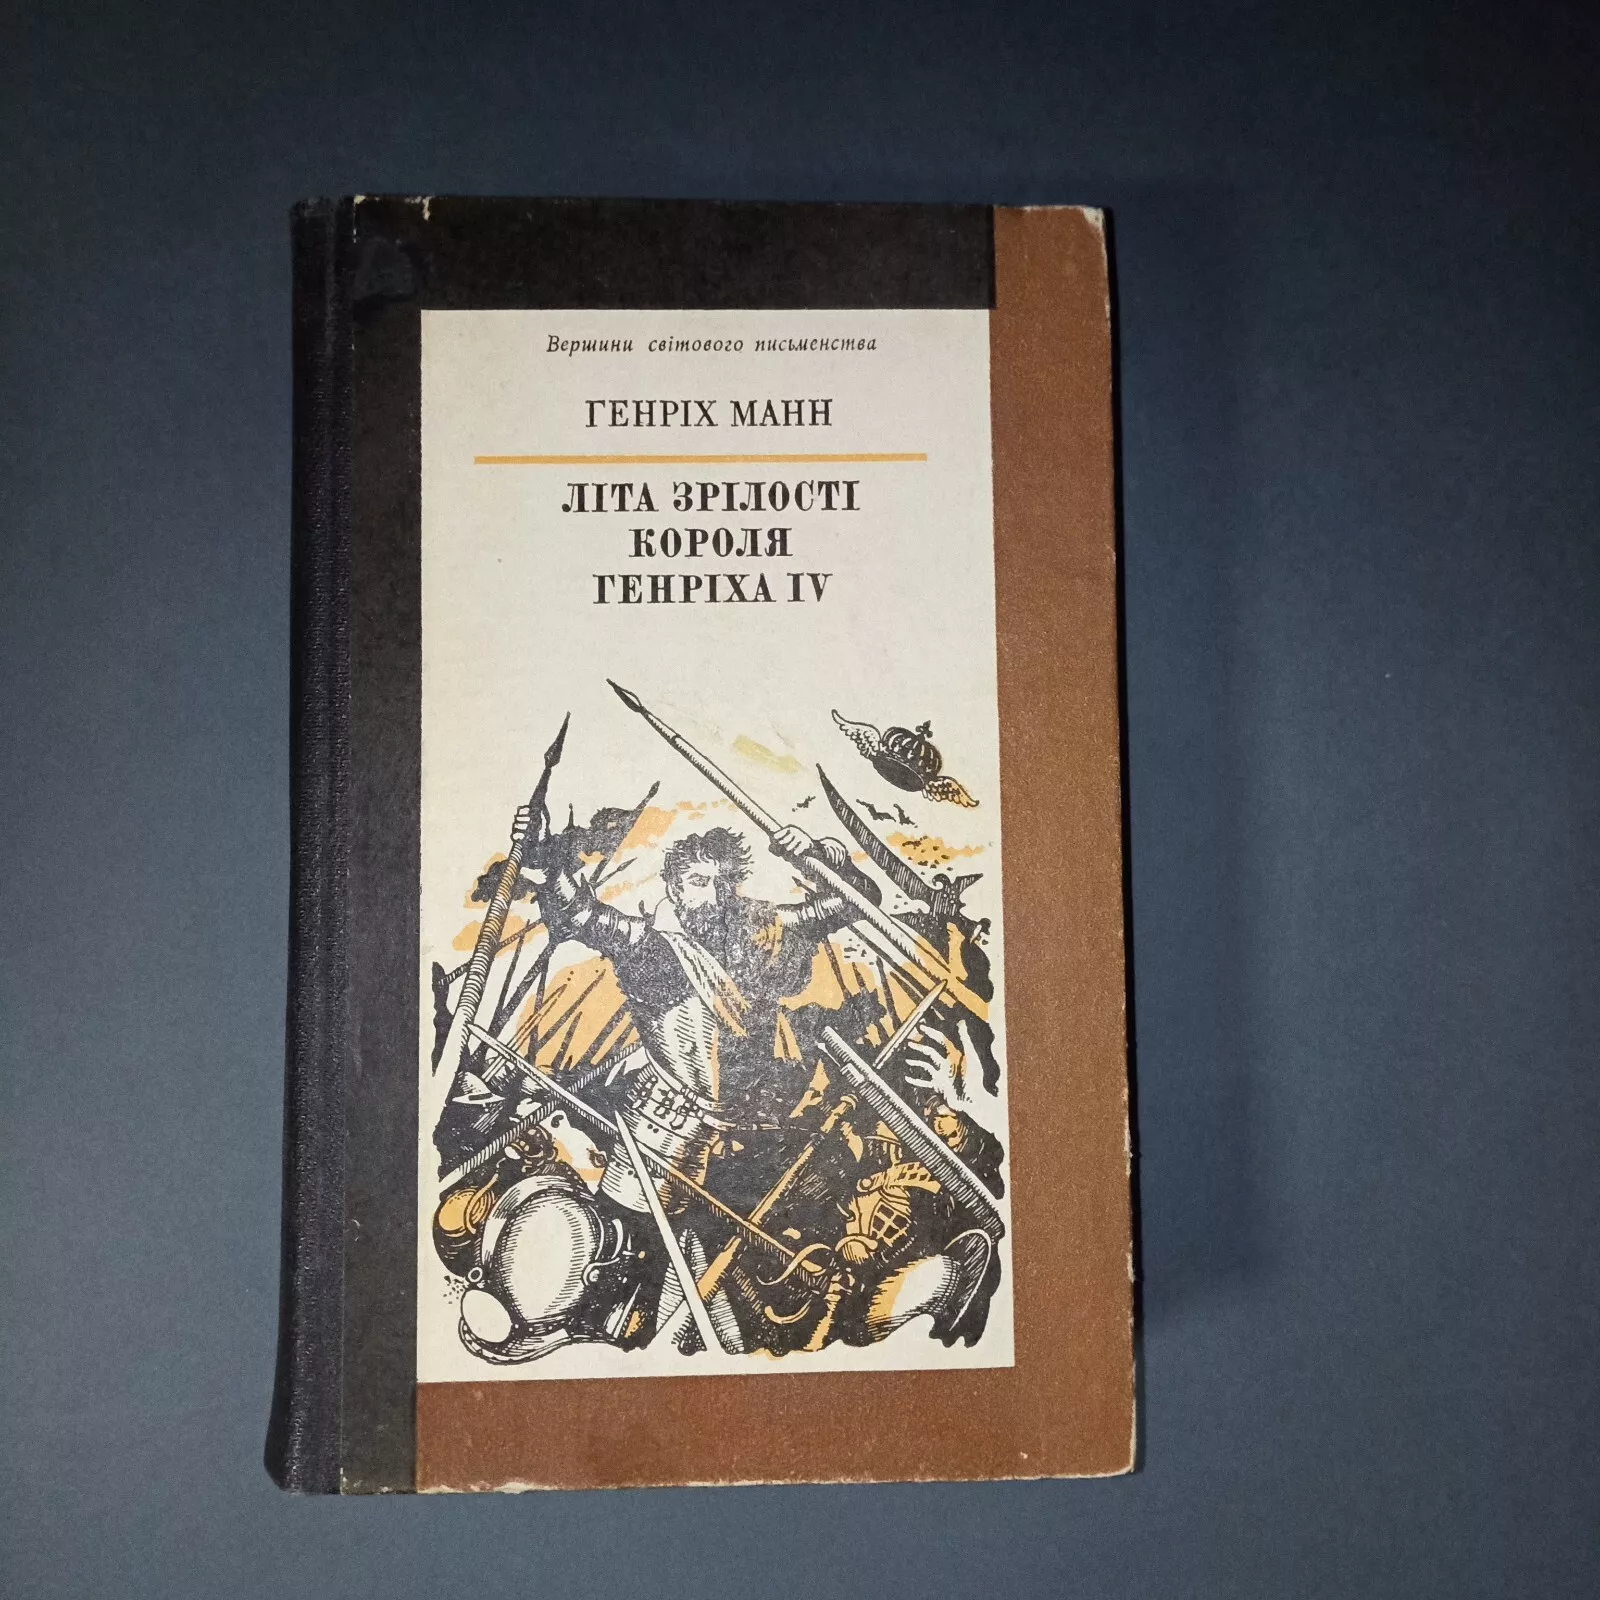 Вершини світового письменства
ГЕНРІХ МАНН
ЛІТА ЗРІЛОСТІ
КОРОЛЯ
ГЕНРІХА IV